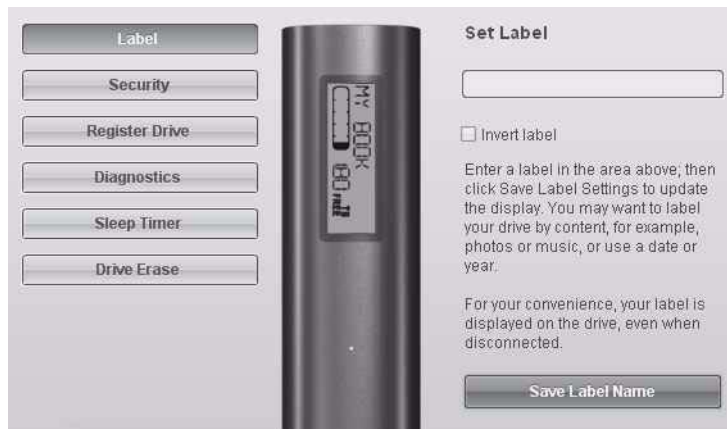 Label
Security
Register Drive
Diagnostics
Sleep Timer
Drive Erase
MY BOOK
180
TB
FREE
Set Label
Invert label
Enter a label in the area above; then
click Save Label Settings to update
the display. You may want to label
your drive by content, for example,
photos or music, or use a date or
year.
For your convenience, your label is
displayed on the drive, even when
disconnected.
Save Label Name